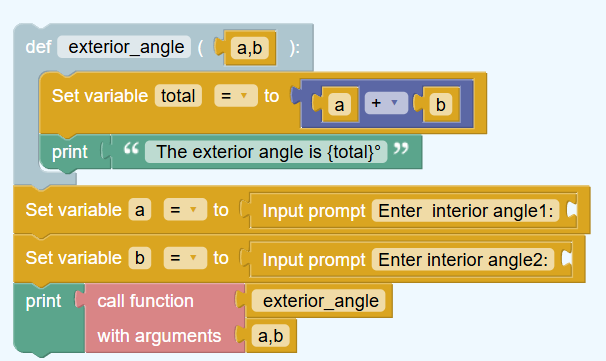 def exterior_angle ( a,b ):
Set variable total = to a + b
print “ The exterior angle is {total}° ”
Set variable a = to Input prompt Enter  interior angle1:
Set variable b = to Input prompt Enter interior angle2:
print call function exterior_angle
with arguments a,b